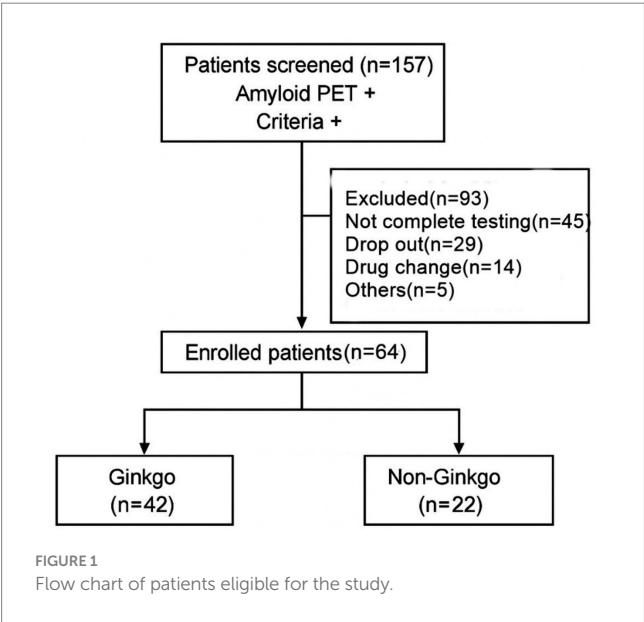 Patients screened (n=157)
Amyloid PET +
Criteria +
Excluded(n=93)
Not complete testing(n=45)
Drop out(n=29)
Drug change(n=14)
Others(n=5)
Enrolled patients(n=64)
Ginkgo
(n=42)
Non-Ginkgo
(n=22)
FIGURE 1
Flow chart of patients eligible for the study.